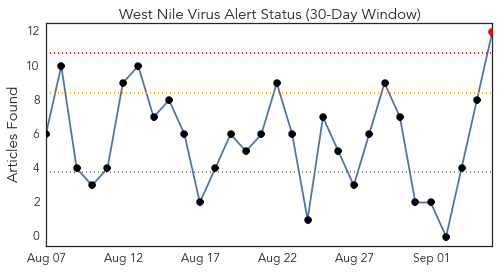 West Nile Virus Alert Status (30-Day Window)
Articles Found
12
10
8
6
4
2
0
Aug 07 Aug 12 Aug 17 Aug 22 Aug 27 Sep 01